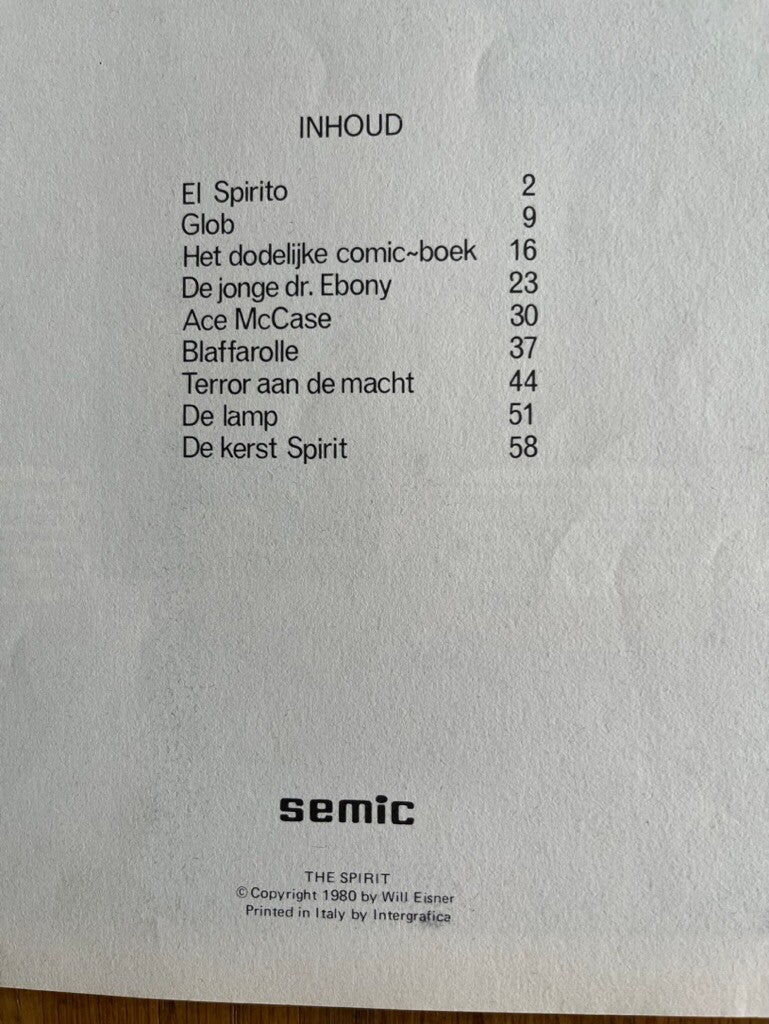 INHOUD
El Spirito 2
Glob 9
Het dodelijke comic~boek 16
De jonge dr. Ebony 23
Ace McCase 30
Blaffarolle 37
Terror aan de macht 44
De lamp 51
De kerst Spirit 58
semic
THE SPIRIT
© Copyright 1980 by Will Eisner
Printed in Italy by Intergrafica